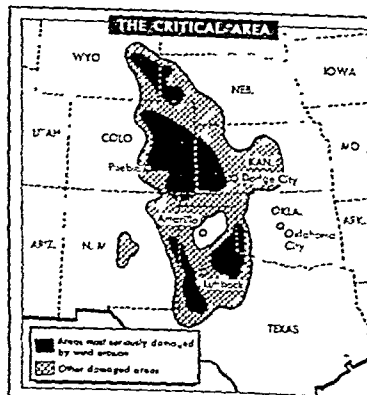 THE CRITICAL AREA
WYO
IOWA
NEB.
UTAH
COLO
KAN.
MO
Pueblo
Dodge City
Amarillo
OKLA.
ARK.
Oklahoma
City
ARIZ.
N. M
Lubbock
TEXAS
Areas most seriously damaged
by wind erosion
Other damaged areas